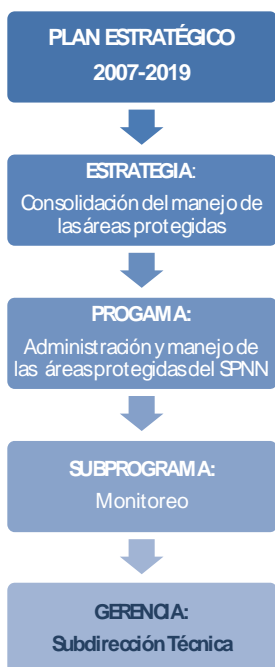 PLAN ESTRATÉGICO
2007-2019
ESTRATEGIA:
Consolidación del manejo de
las áreas protegidas
PROGAMA:
Administración y manejo de
las áreas protegidas del SPNN
SUBPROGRAMA:
Monitoreo
GERENCIA:
Subdirección Técnica